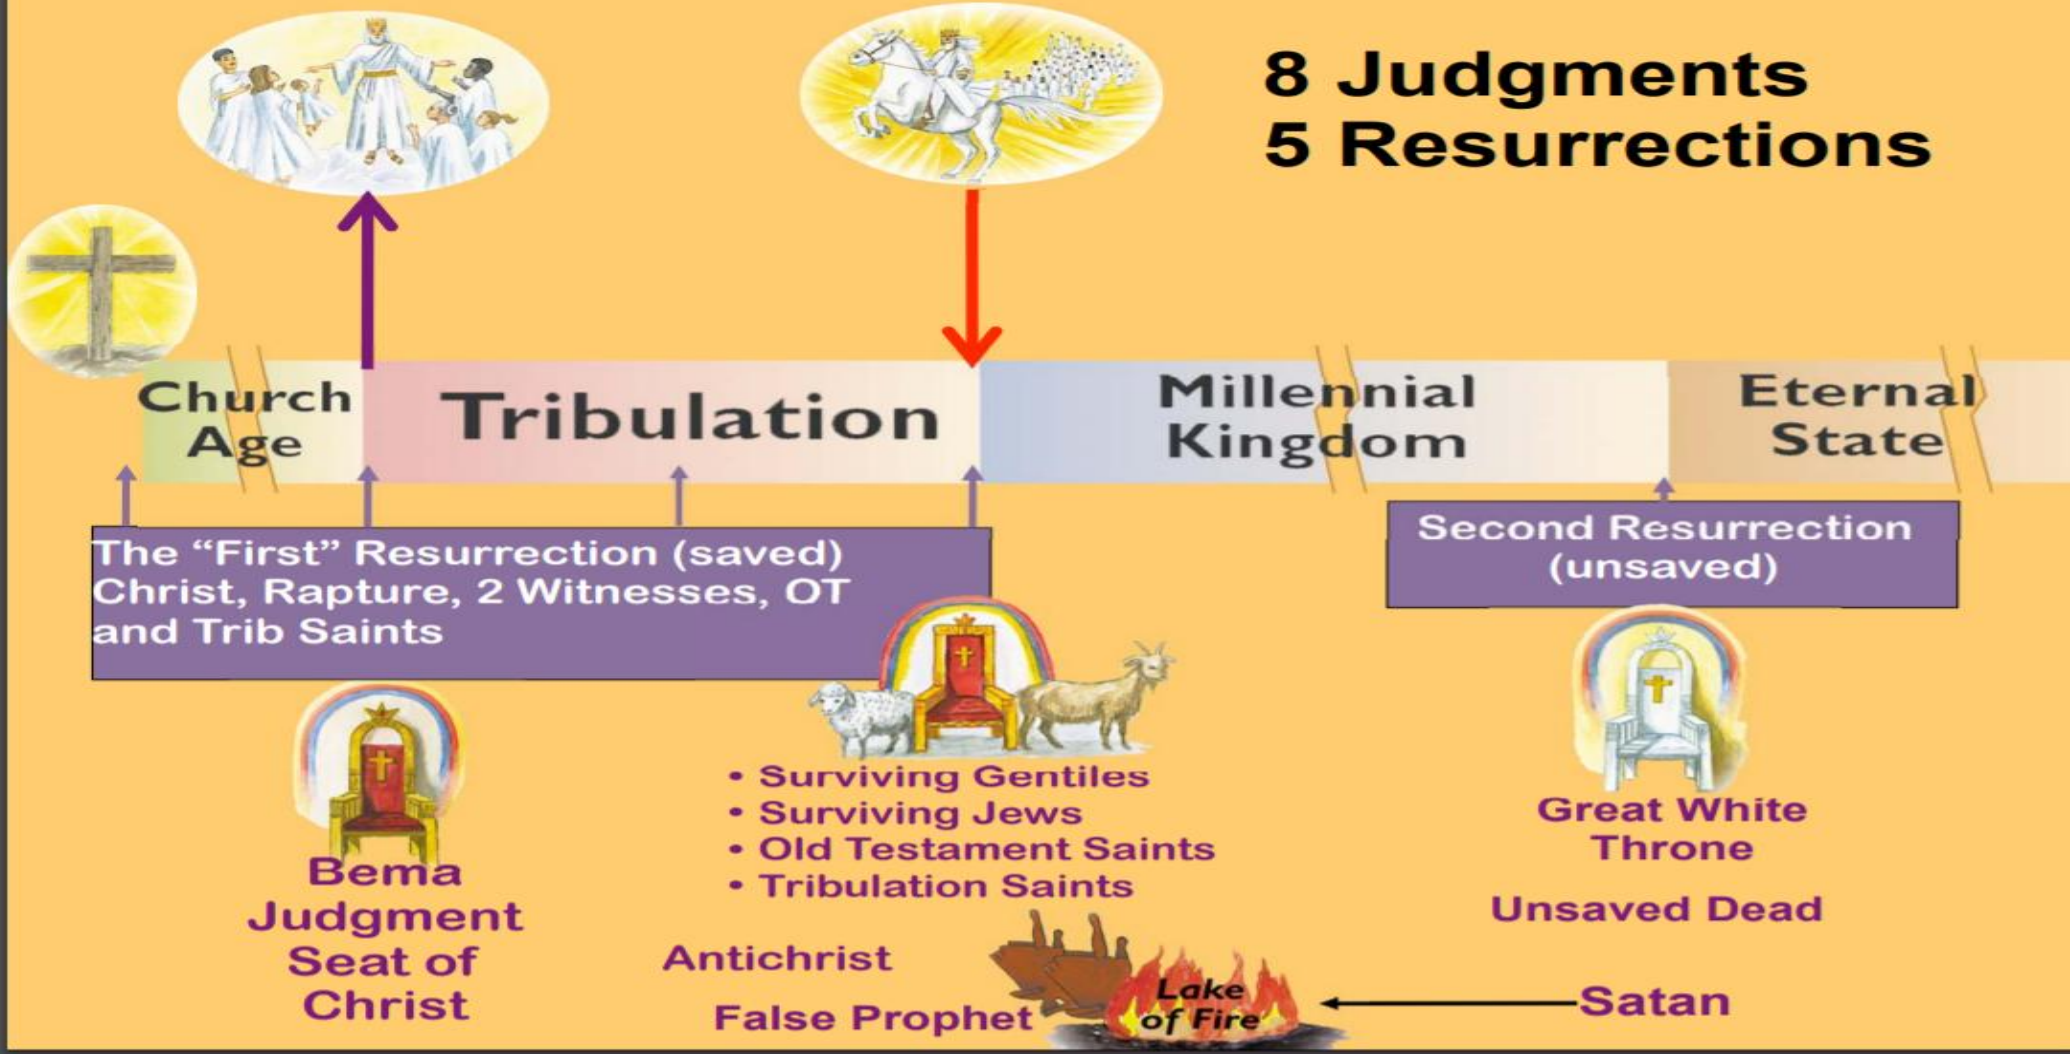 8 Judgments
5 Resurrections
Church
Age
Tribulation
Millennial
Kingdom
Eternal
State
The “First” Resurrection (saved)
Christ, Rapture, 2 Witnesses, OT
and Trib Saints
Second Resurrection
(unsaved)
Bema
Judgment
Seat of
Christ
• Surviving Gentiles
• Surviving Jews
• Old Testament Saints
• Tribulation Saints
Antichrist
False Prophet
Lake
of Fire
Great White
Throne
Unsaved Dead
Satan